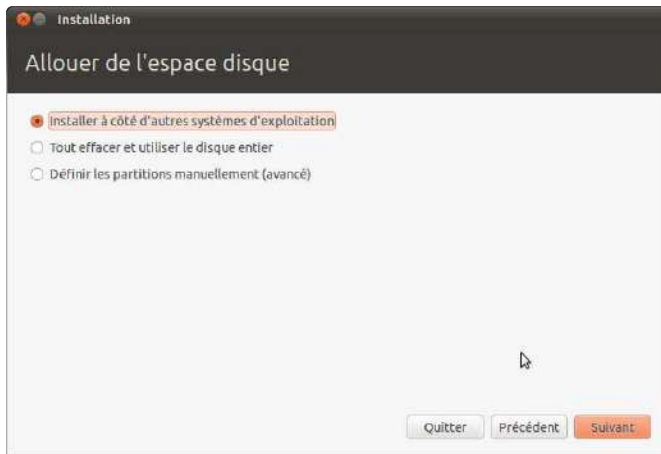 Installation
Allouer de l'espace disque
Installer à côté d'autres systèmes d'exploitation
Tout effacer et utiliser le disque entier
Définir les partitions manuellement (avancé)
Quitter
Précédent
Suivant